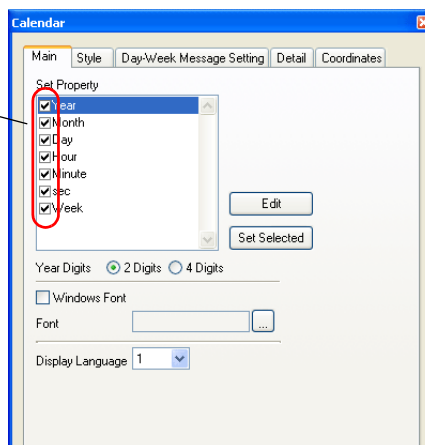 Calendar
Main Style Day-Week Message Setting Detail Coordinates
Set Property
Year
Month
Day
Hour
Minute
sec
Week
Edit
Set Selected
Year Digits 2 Digits 4 Digits
Windows Font
Font ...
Display Language 1